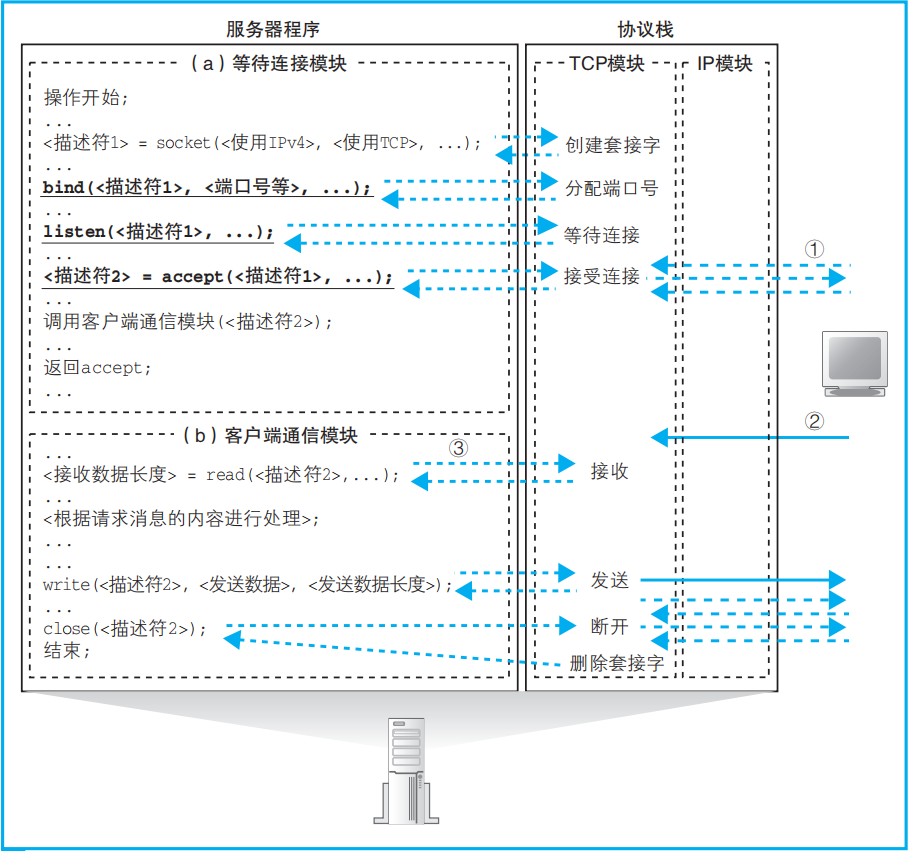 服务器程序
协议栈
（a）等待连接模块
TCP模块
IP模块
操作开始;
...
<描述符1> = socket(<使用IPv4>, <使用TCP>, ...);
创建套接字
...
bind(<描述符1>, <端口号等>, ...);
分配端口号
...
listen(<描述符1>, ...);
等待连接
...
①
<描述符2> = accept(<描述符1>, ...);
接受连接
...
调用客户端通信模块(<描述符2>);
...
返回accept;
...
②
（b）客户端通信模块
...
③
<接收数据长度> = read(<描述符2>,...);
接收
...
<根据请求消息的内容进行处理>;
...
...
write(<描述符2>, <发送数据>, <发送数据长度>);
发送
...
close(<描述符2>);
断开
结束;
删除套接字